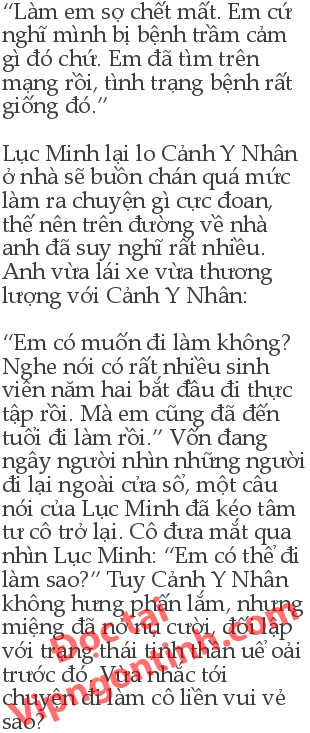 “Làm em sợ chết mất. Em cứ
nghĩ mình bị bệnh trầm cảm
gì đó chứ. Em đã tìm trên
mạng rồi, tình trạng bệnh rất
giống đó.”
Lục Minh lại lo Cảnh Y Nhân
ở nhà sẽ buồn chán quá mức
làm ra chuyện gì cực đoan,
thế nên trên đường về nhà
anh đã suy nghĩ rất nhiều.
Anh vừa lái xe vừa thương
lượng với Cảnh Y Nhân:
“Em có muốn đi làm không?
Nghe nói có rất nhiều sinh
viên năm hai bắt đầu đi thực
tập rồi. Mà em cũng đã đến
tuổi đi làm rồi.” Vốn đang
ngây người nhìn những người
đi lại ngoài cửa sổ, một câu
nói của Lục Minh đã kéo tâm
tư cô trở lại. Cô đưa mắt qua
nhìn Lục Minh: “Em có thể đi
làm sao?” Tuy Cảnh Y Nhân
không hưng phấn lắm, nhưng
miệng đã nở nụ cười, đối lập
với trạng thái tinh thần uể oải
trước đó. Vừa nhắc tới
chuyện đi làm cô liền vui vẻ
sao?
Đọc tại
Vipngontinh.com